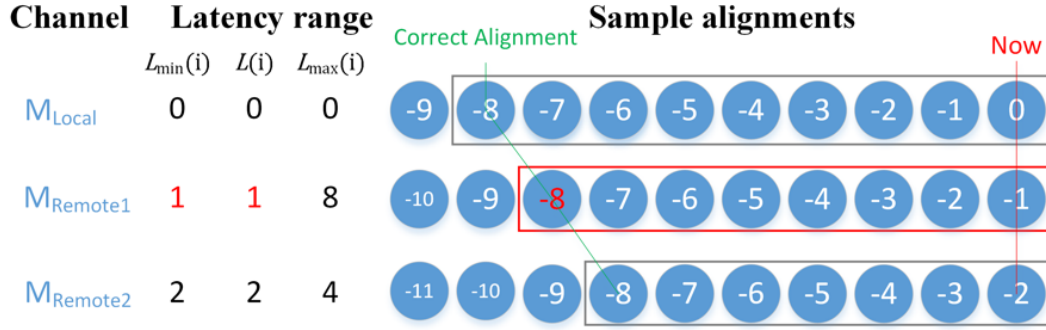 Channel Latency range Sample alignments
Correct Alignment
Now
Lmin(i) L(i) Lmax(i)
MLocal 0 0 0 -9 -8 -7 -6 -5 -4 -3 -2 -1 0
MRemote1 1 1 8 -10 -9 -8 -7 -6 -5 -4 -3 -2 -1
MRemote2 2 2 4 -11 -10 -9 -8 -7 -6 -5 -4 -3 -2